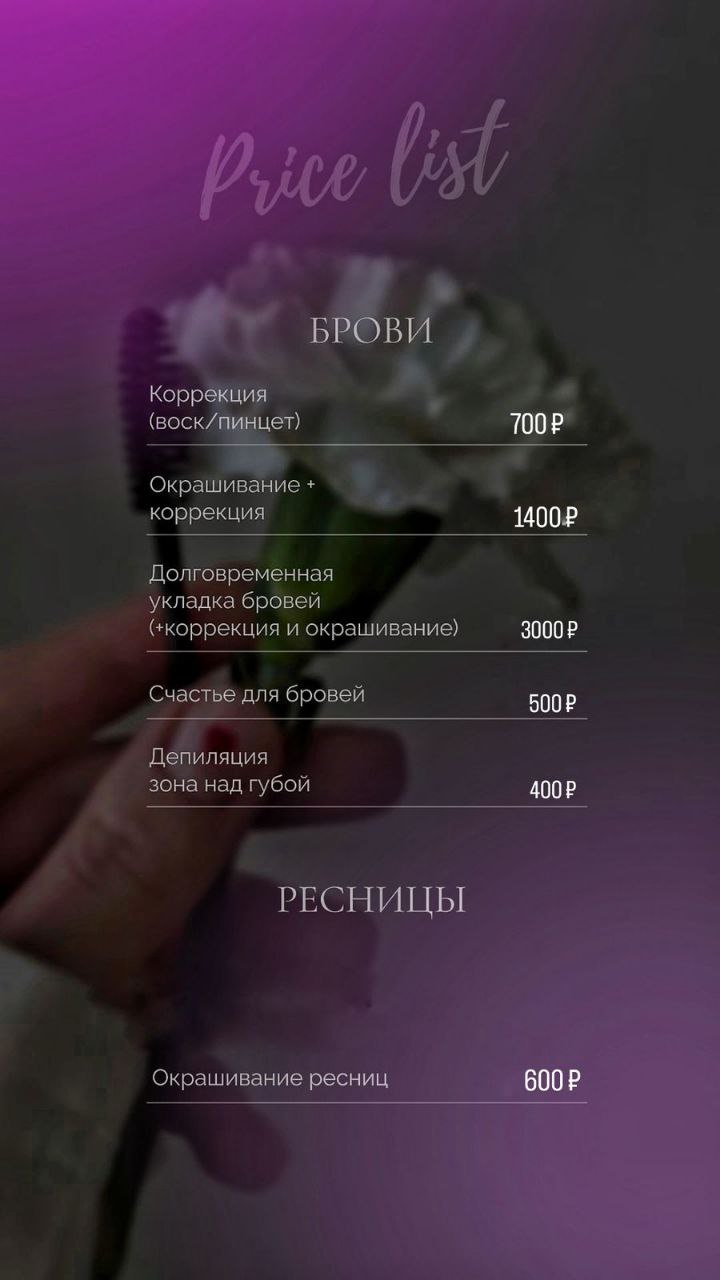 Price list
БРОВИ
Коррекция
(воск/пинцет) 700 ₽
Окрашивание +
коррекция 1400 ₽
Долговременная
укладка бровей
(+коррекция и окрашивание) 3000 ₽
Счастье для бровей 500 ₽
Депиляция
зона над губой 400 ₽
РЕСНИЦЫ
Окрашивание ресниц 600 ₽